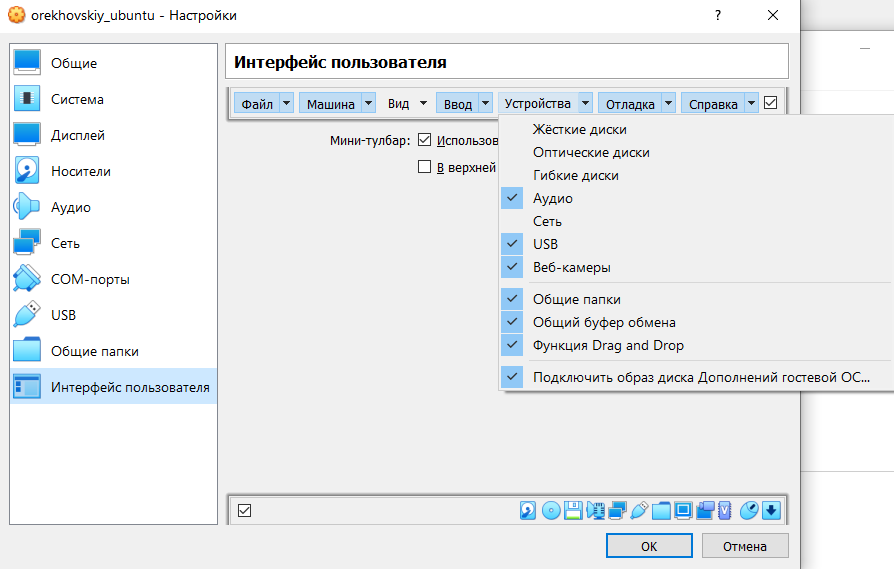 orekhovskiy_ubuntu - Настройки
?
Общие
Система
Дисплей
Носители
Аудио
Сеть
COM-порты
USB
Общие папки
Интерфейс пользователя
Интерфейс пользователя
Файл Машина Вид Ввод Устройства Отладка Справка
Мини-тулбар: Использов
В верхней
Жёсткие диски
Оптические диски
Гибкие диски
Аудио
Сеть
USB
Веб-камеры
Общие папки
Общий буфер обмена
Функция Drag and Drop
Подключить образ диска Дополнений гостевой ОС...
OK Отмена